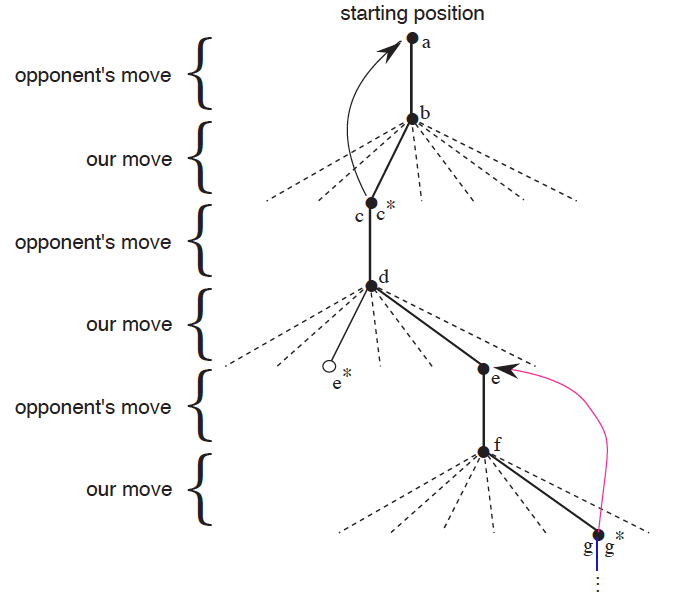 starting position
a
opponent's move
b
our move
c c*
opponent's move
d
our move
e*
e
opponent's move
f
our move
g g*